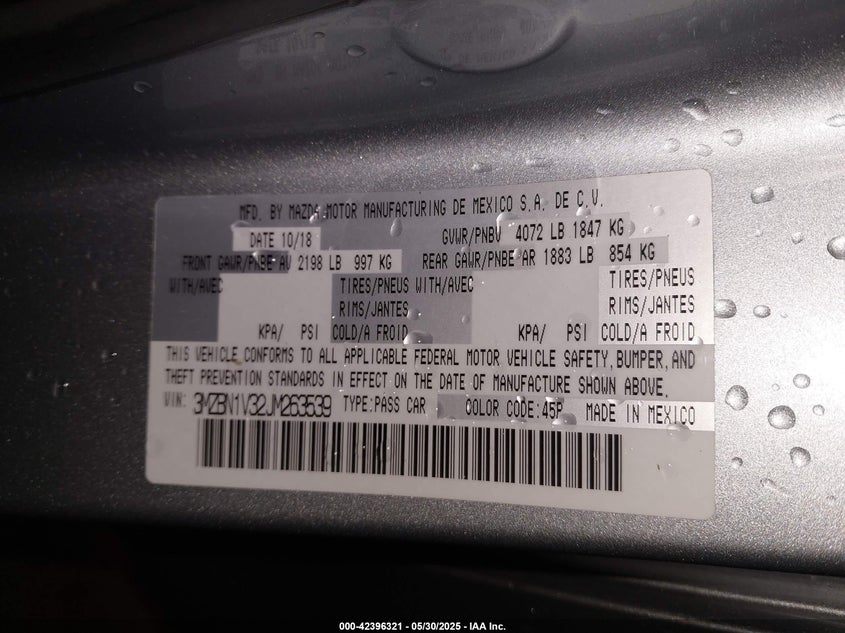 MFD. BY MAZDA MOTOR MANUFACTURING DE MEXICO S.A. DE C.V.
DATE 10/18 GVWR/PNBV 4072 LB 1847 KG
FRONT GAWR/PNBE AV 2198 LB 997 KG REAR GAWR/PNBE AR 1883 LB 854 KG
WITH/AVEC TIRES/PNEUS WITH/AVEC TIRES/PNEUS
RIMS/JANTES RIMS/JANTES
KPA/ PSI COLD/A FROID KPA/ PSI COLD/A FROID
THIS VEHICLE CONFORMS TO ALL APPLICABLE FEDERAL MOTOR VEHICLE SAFETY, BUMPER, AND
THEFT PREVENTION STANDARDS IN EFFECT ON THE DATE OF MANUFACTURE SHOWN ABOVE.
VIN: 3MZBN1V32JM263539 TYPE:PASS CAR COLOR CODE:45P MADE IN MEXICO
000-42396321 - 05/30/2025 - IAA Inc.